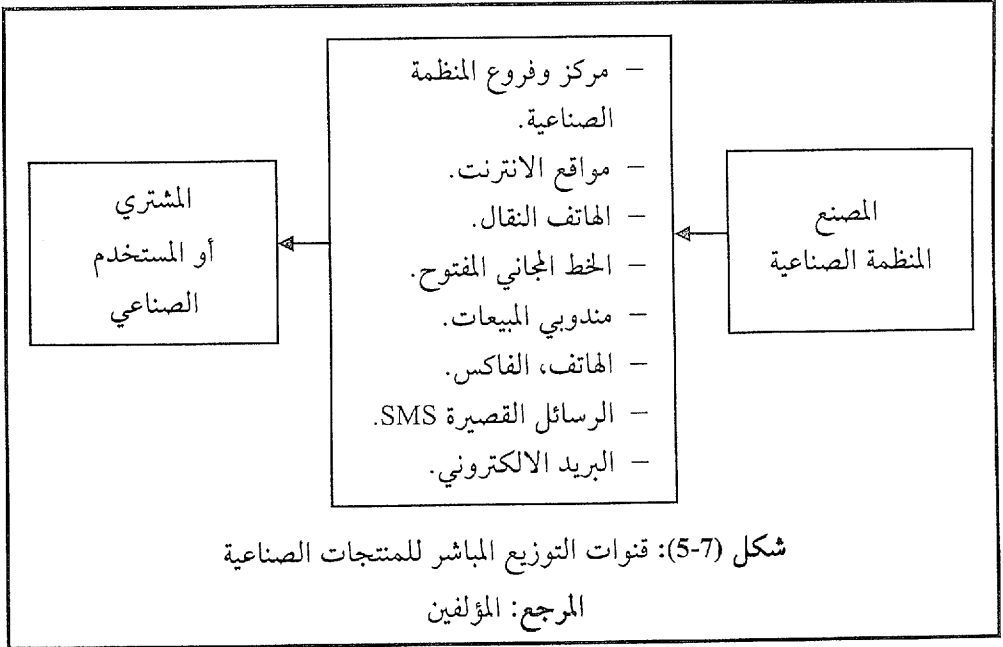 المصنع
المنظمة الصناعية
– مركز وفروع المنظمة
الصناعية.
– مواقع الانترنت.
– الهاتف النقال.
– الخط المجاني المفتوح.
– مندوبي المبيعات.
– الهاتف، الفاكس.
– الرسائل القصيرة SMS.
– البريد الالكتروني.
المشتري
أو المستخدم
الصناعي
شكل (7-5): قنوات التوزيع المباشر للمنتجات الصناعية
المرجع: المؤلفين